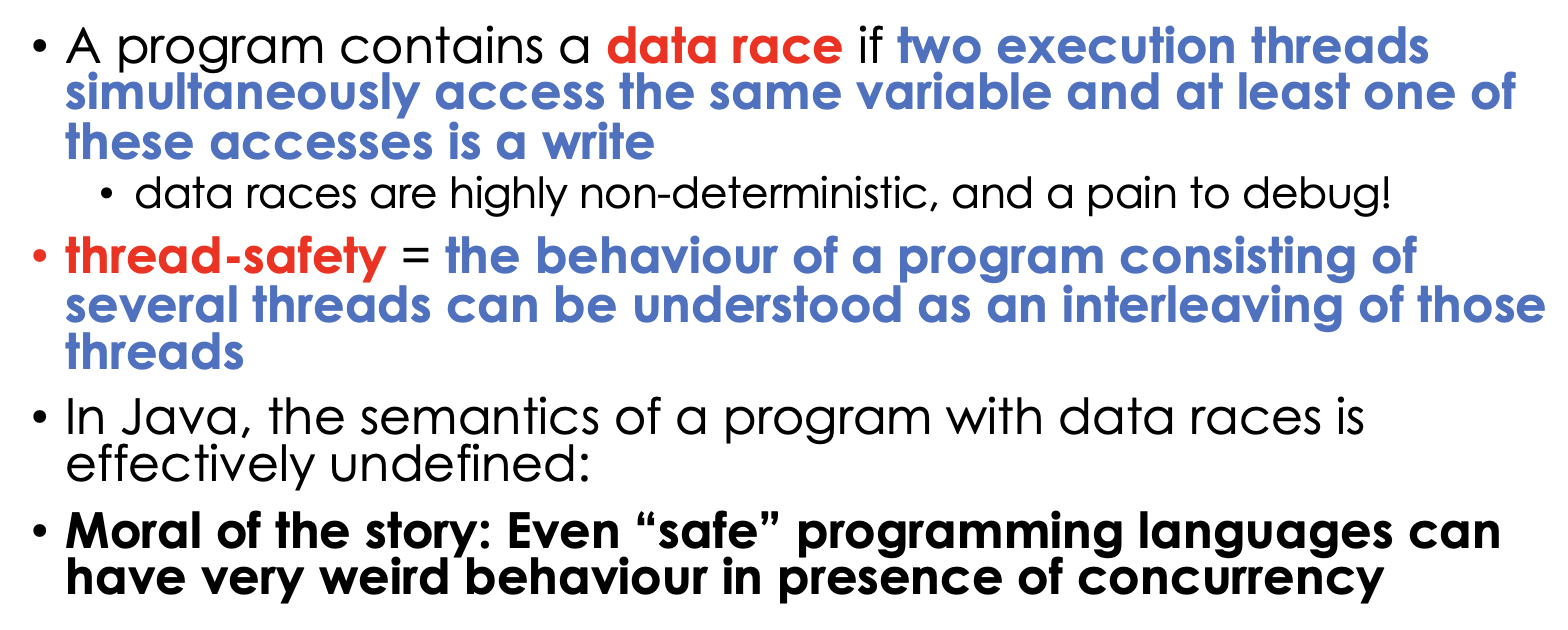 • A program contains a data race if two execution threads
simultaneously access the same variable and at least one of
these accesses is a write
• data races are highly non-deterministic, and a pain to debug!
• thread-safety = the behaviour of a program consisting of
several threads can be understood as an interleaving of those
threads
• In Java, the semantics of a program with data races is
effectively undefined:
• Moral of the story: Even “safe” programming languages can
have very weird behaviour in presence of concurrency